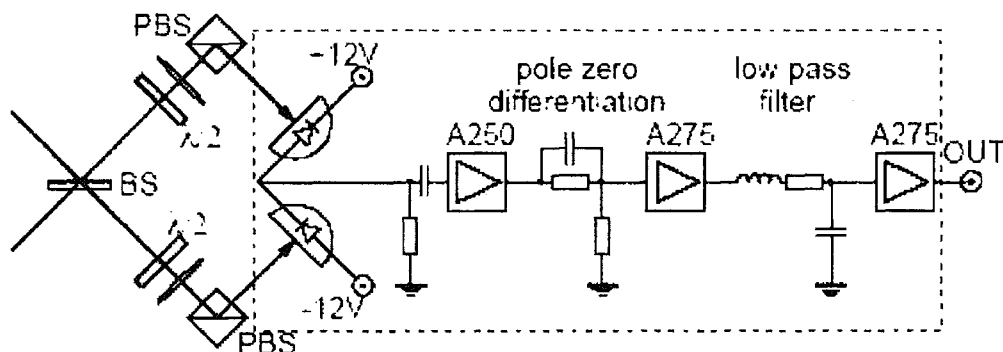 PBS
-12V
pole zero
differentiation
low pass
filter
λ/2
A250
A275
A275
OUT
BS
λ/2
-12V
PBS